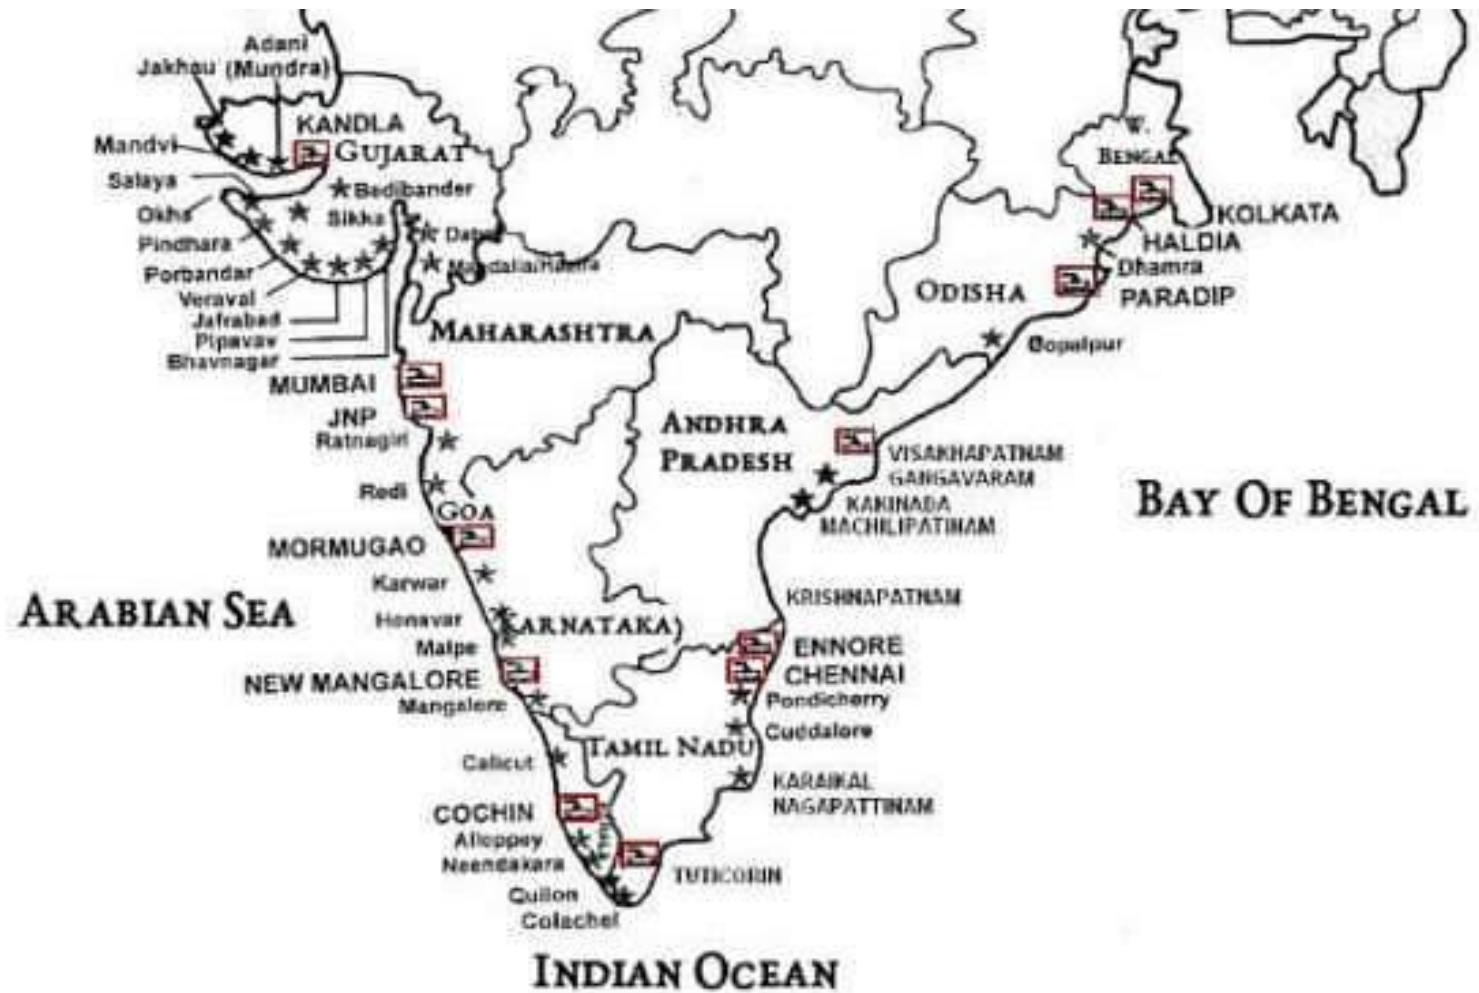 Adani
Jakhau (Mundra)
KANDLA
Mandvi
GUJARAT
W.
BENGAL
Salaya
Badibander
Okha
Sikka
KOLKATA
Pindhara
HALDIA
Porbandar
Dhamra
Veraval
ODISHA
PARADIP
Jafrabad
Pipavav
MAHARASHTRA
Bhavnagar
Gopalpur
MUMBAI
JNP
ANDHRA
PRADESH
Ratnagiri
VISAKHAPATNAM
GANGAVARAM
Redi
KAKINADA
MACHILIPATINAM
GOA
BAY OF BENGAL
MORMUGAO
Karwar
KRISHNAPATNAM
ARABIAN SEA
Honavar
KARNATAKA
Malpe
ENNORE
NEW MANGALORE
CHENNAI
Mangalore
Pondicherry
Cuddalore
TAMIL NADU
Calicut
KARAIKAL
NAGAPATTINAM
COCHIN
Alleppey
Neendakara
TUTICORIN
Quilon
Colachel
INDIAN OCEAN